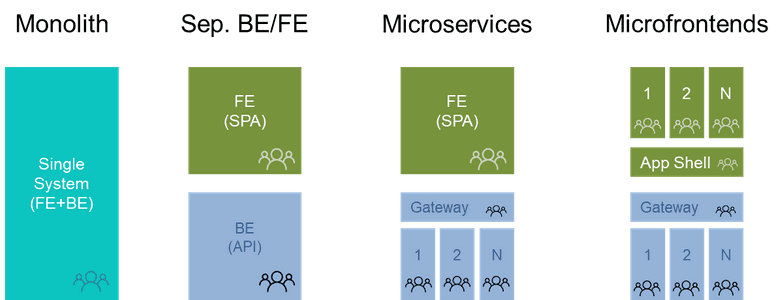 Monolith
Sep. BE/FE
Microservices
Microfrontends
Single
System
(FE+BE)
FE
(SPA)
BE
(API)
FE
(SPA)
Gateway
1 2 N
1 2 N
App Shell
Gateway
1 2 N